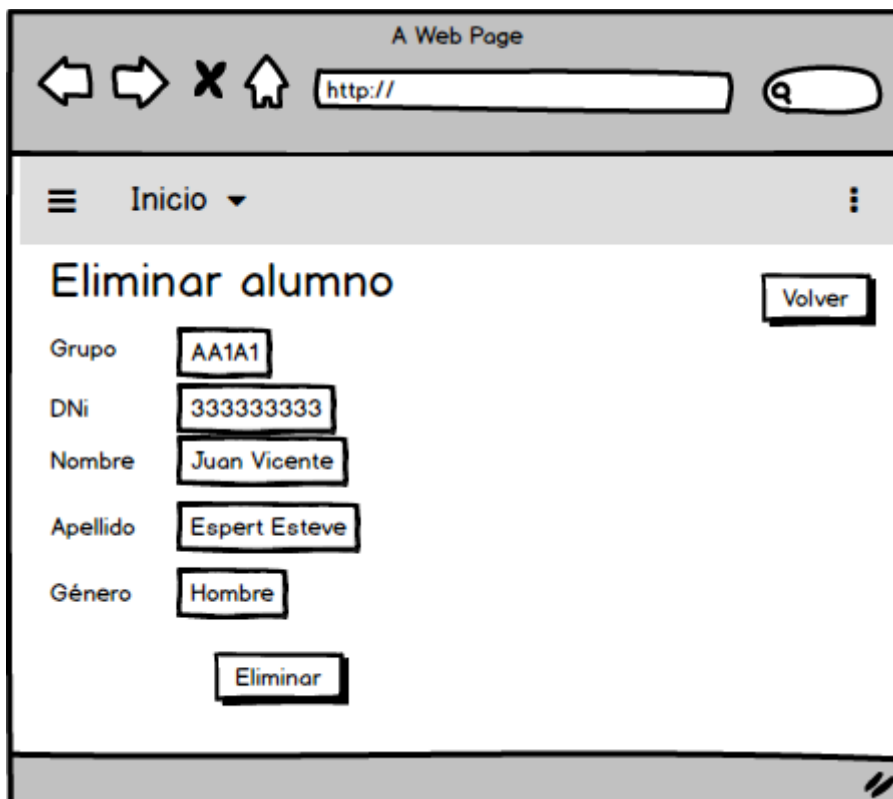 A Web Page
http://
Inicio
Eliminar alumno
Volver
Grupo AA1A1
DNi 333333333
Nombre Juan Vicente
Apellido Espert Esteve
Género Hombre
Eliminar